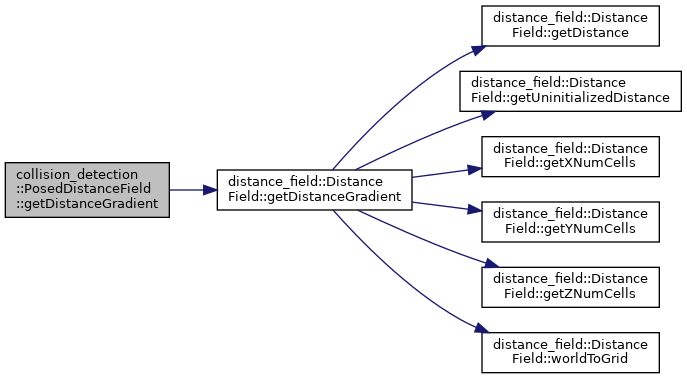 collision_detection
::PosedDistanceField
::getDistanceGradient
distance_field::Distance
Field::getDistanceGradient
distance_field::Distance
Field::getDistance
distance_field::Distance
Field::getUninitializedDistance
distance_field::Distance
Field::getXNumCells
distance_field::Distance
Field::getYNumCells
distance_field::Distance
Field::getZNumCells
distance_field::Distance
Field::worldToGrid